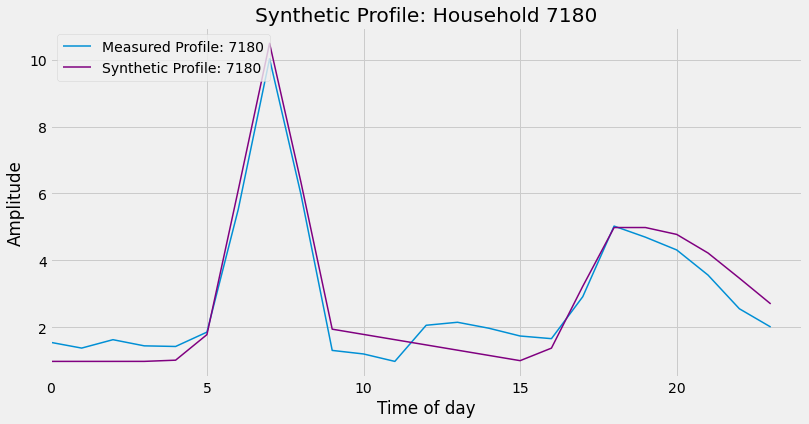 Synthetic Profile: Household 7180
Measured Profile: 7180
Synthetic Profile: 7180
10
8
6
4
2
Amplitude
0 5 10 15 20
Time of day